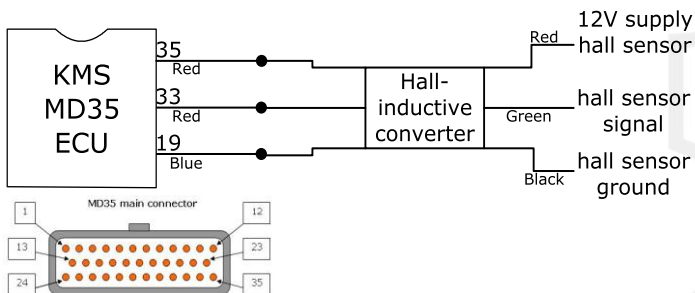 12V supply
35
Red
hall sensor
Red
KMS
MD35
ECU
33
Red
Hall-
inductive
converter
Green
hall sensor
signal
19
Blue
Black
hall sensor
ground
MD35 main connector
1
12
13
23
24
35